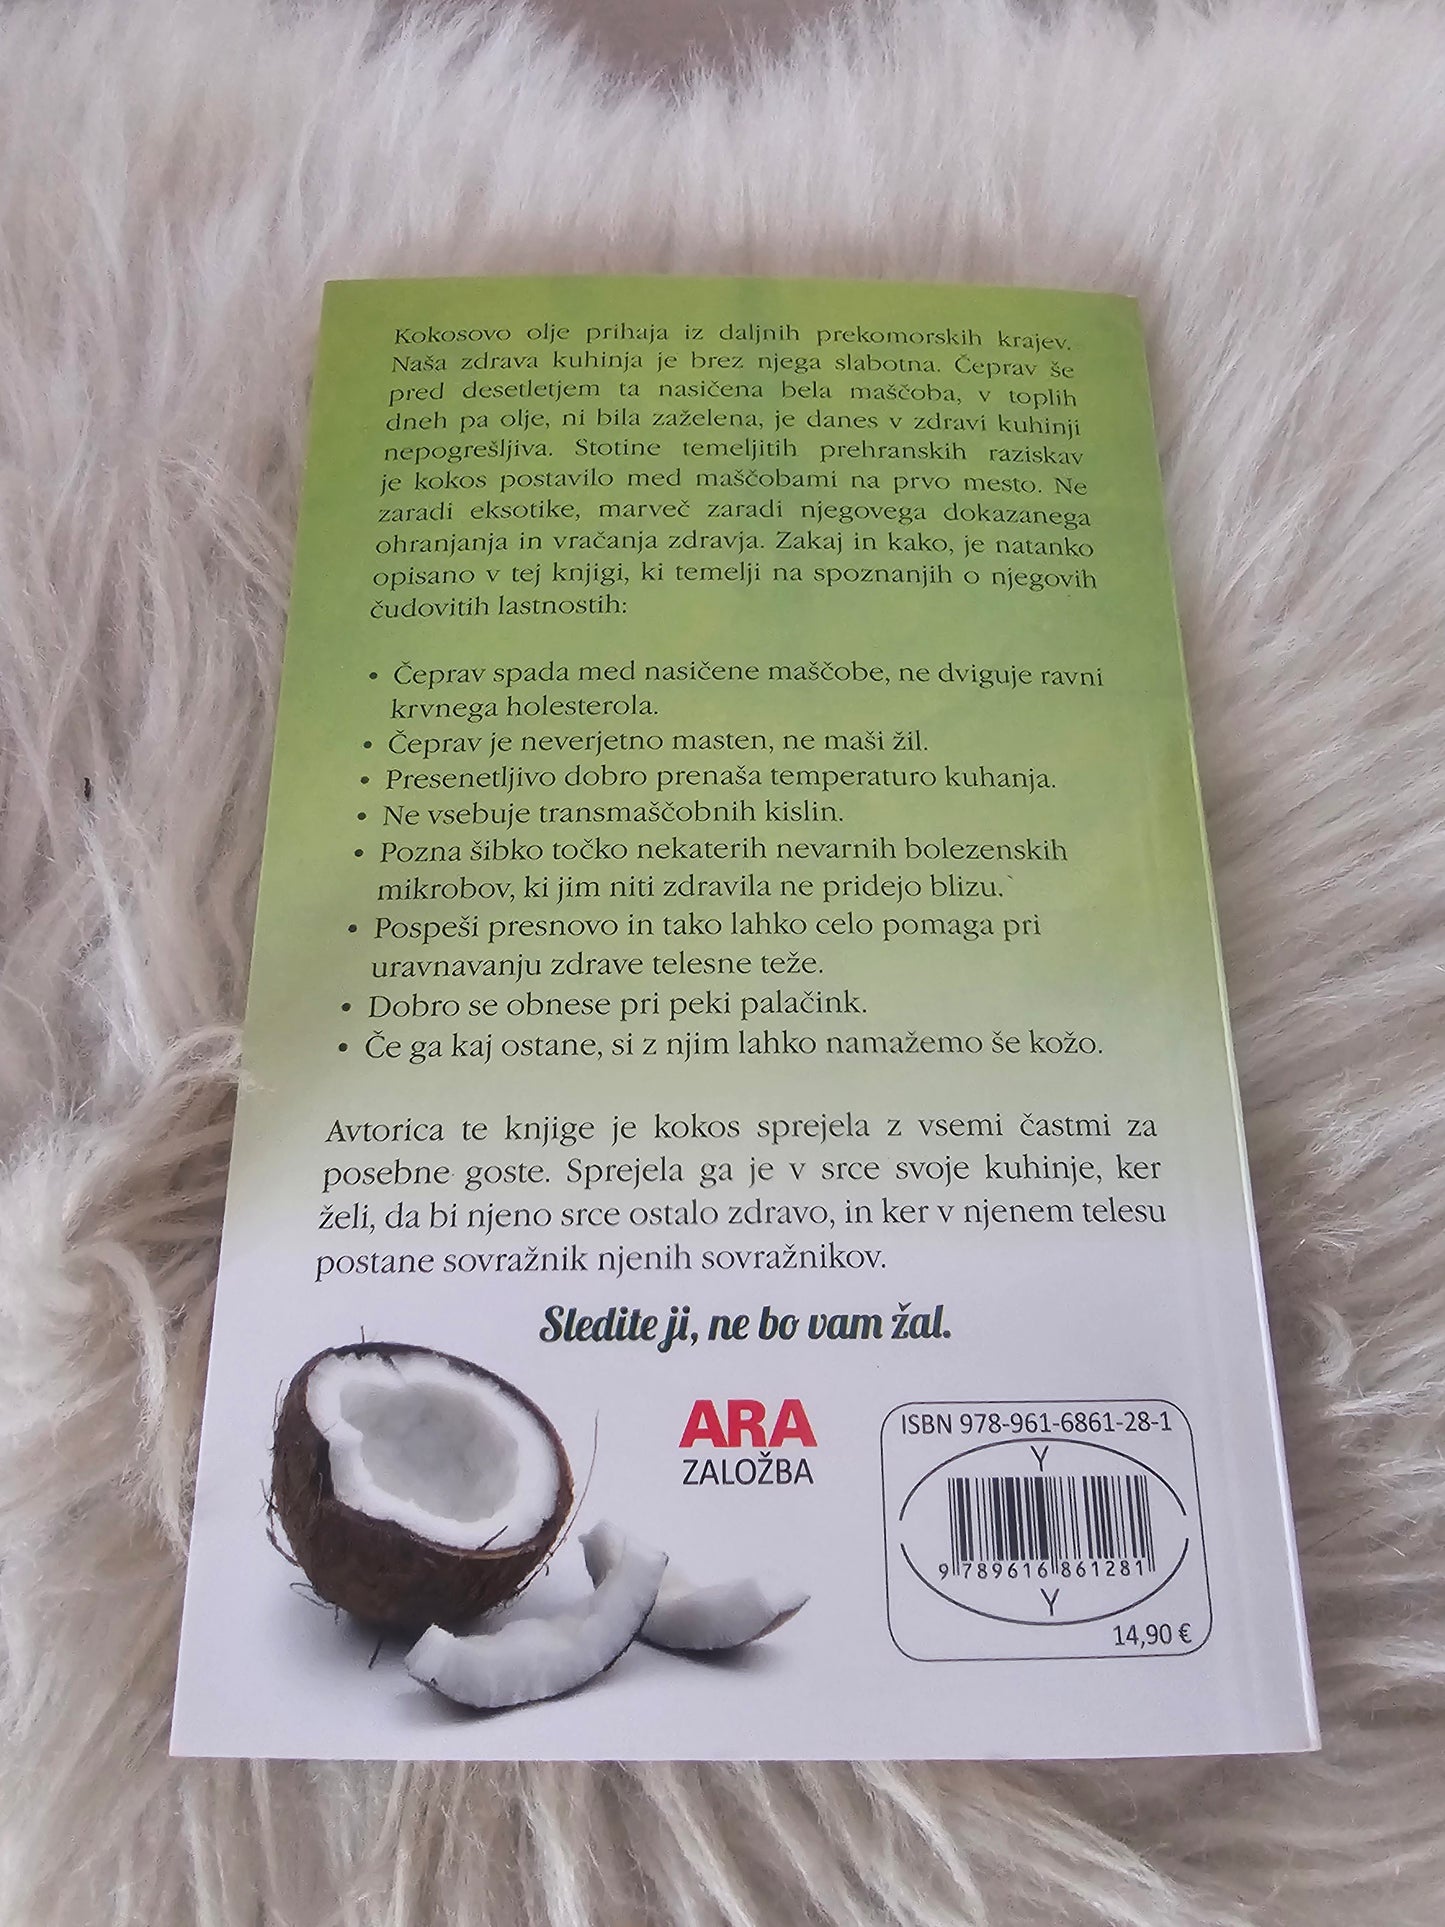 Kokosovo olje prihaja iz daljnih prekomorskih krajev.
Naša zdrava kuhinja je brez njega slabotna. Čeprav še
pred desetletjem ta nasičena bela maščoba, v toplih
dneh pa olje, ni bila zaželena, je danes v zdravi kuhinji
nepogrešljiva. Stotine temeljitih prehranskih raziskav
je kokos postavilo med maščobami na prvo mesto. Ne
zaradi eksotike, marveč zaradi njegovega dokazanega
ohranjanja in vračanja zdravja. Zakaj in kako, je natanko
opisano v tej knjigi, ki temelji na spoznanjih o njegovih
čudovitih lastnostih:
• Čeprav spada med nasičene maščobe, ne dviguje ravni
krvnega holesterola.
• Čeprav je neverjetno masten, ne maši žil.
• Presenetljivo dobro prenaša temperaturo kuhanja.
• Ne vsebuje transmaščobnih kislin.
• Pozna šibko točko nekaterih nevarnih bolezenskih
mikrobov, ki jim niti zdravila ne pridejo blizu.
• Pospeši presnovo in tako lahko celo pomaga pri
uravnavanju zdrave telesne teže.
• Dobro se obnese pri peki palačink.
• Če ga kaj ostane, si z njim lahko namažemo še kožo.
Avtorica te knjige je kokos sprejela z vsemi častmi za
posebne goste. Sprejela ga je v srce svoje kuhinje, ker
želi, da bi njeno srce ostalo zdravo, in ker v njenem telesu
postane sovražnik njenih sovražnikov.
Sledite ji, ne bo vam žal.
ARA
ZALOŽBA
ISBN 978-961-6861-28-1
Y
9 789616 861281
Y
14,90 €